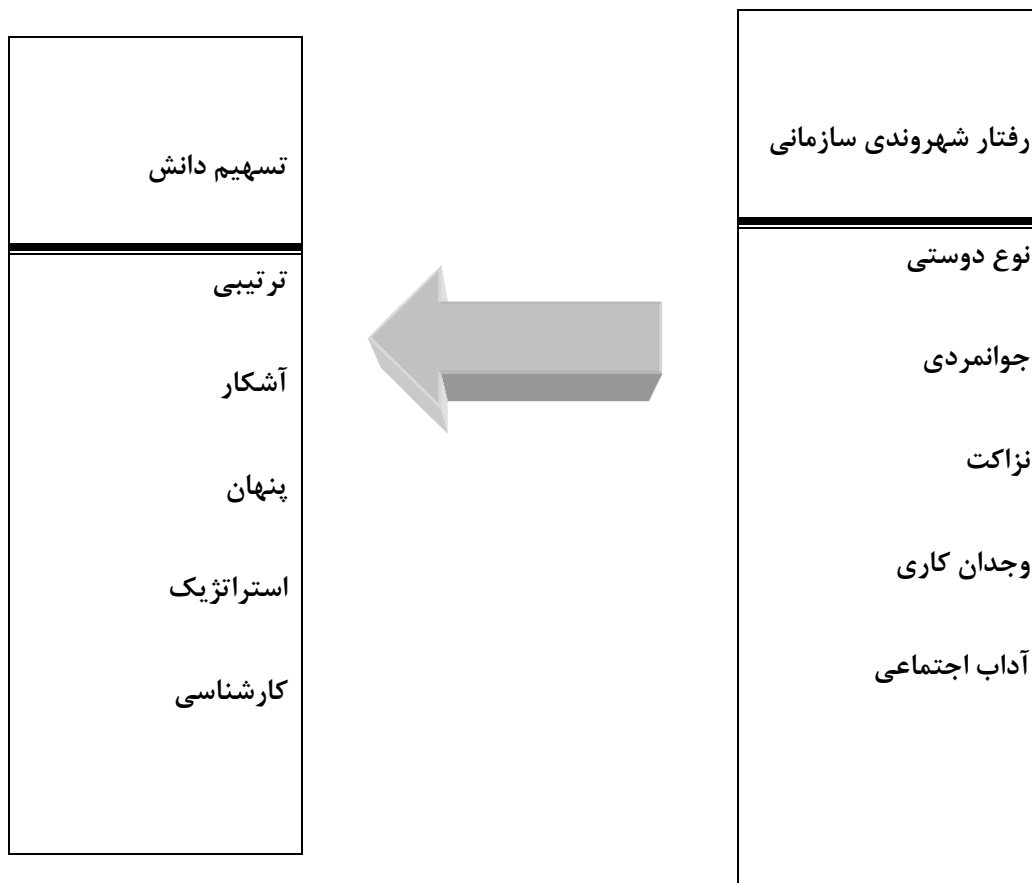 رفتار شهروندی سازمانی
نوع دوستی
جوانمردی
نزاکت
وجدان کاری
آداب اجتماعی
تسهیم دانش
ترتیبی
آشکار
پنهان
استراتژیک
کارشناسی